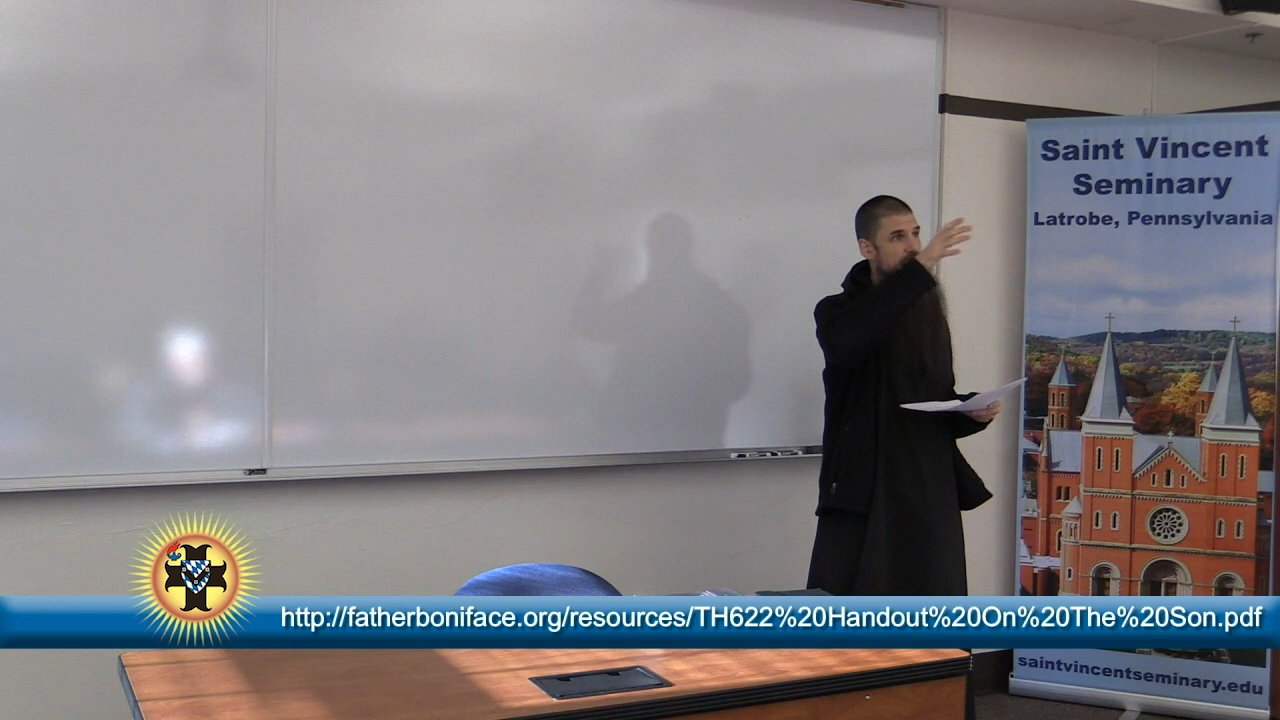 Saint Vincent
Seminary
Latrobe, Pennsylvania
http://fatherboniface.org/resources/TH622%20Handout%20On%20The%20Son.pdf
saintvincentseminary.edu